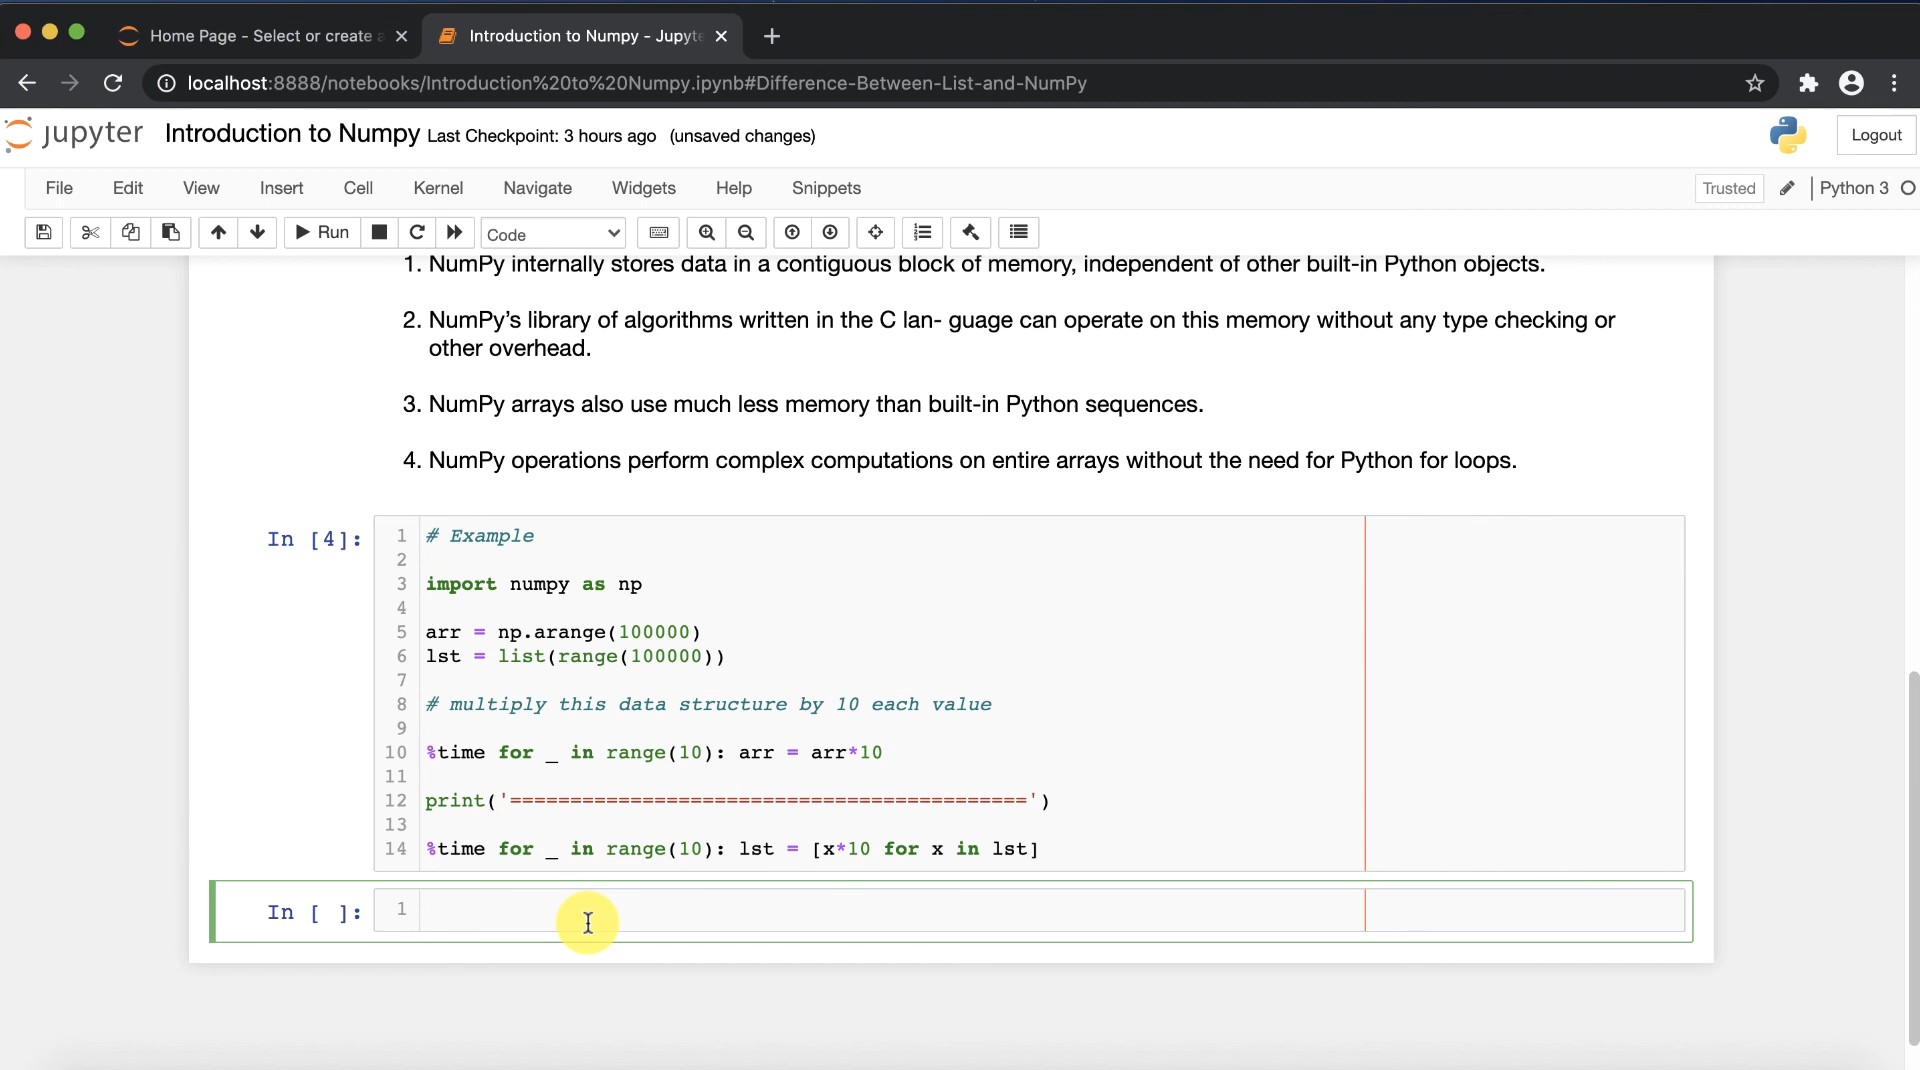 Home Page - Select or create a
Introduction to Numpy - Jupyte
localhost:8888/notebooks/Introduction%20to%20Numpy.ipynb#Difference-Between-List-and-NumPy
jupyter Introduction to Numpy Last Checkpoint: 3 hours ago (unsaved changes) Logout
File Edit View Insert Cell Kernel Navigate Widgets Help Snippets Trusted Python 3
Run Code
1. NumPy internally stores data in a contiguous block of memory, independent of other built-in Python objects.
2. NumPy’s library of algorithms written in the C lan- guage can operate on this memory without any type checking or
other overhead.
3. NumPy arrays also use much less memory than built-in Python sequences.
4. NumPy operations perform complex computations on entire arrays without the need for Python for loops.
In [4]: 1 # Example
2
3 import numpy as np
4
5 arr = np.arange(100000)
6 lst = list(range(100000))
7
8 # multiply this data structure by 10 each value
9
10 %time for _ in range(10): arr = arr*10
11
12 print('===========================================')
13
14 %time for _ in range(10): lst = [x*10 for x in lst]
In [ ]: 1